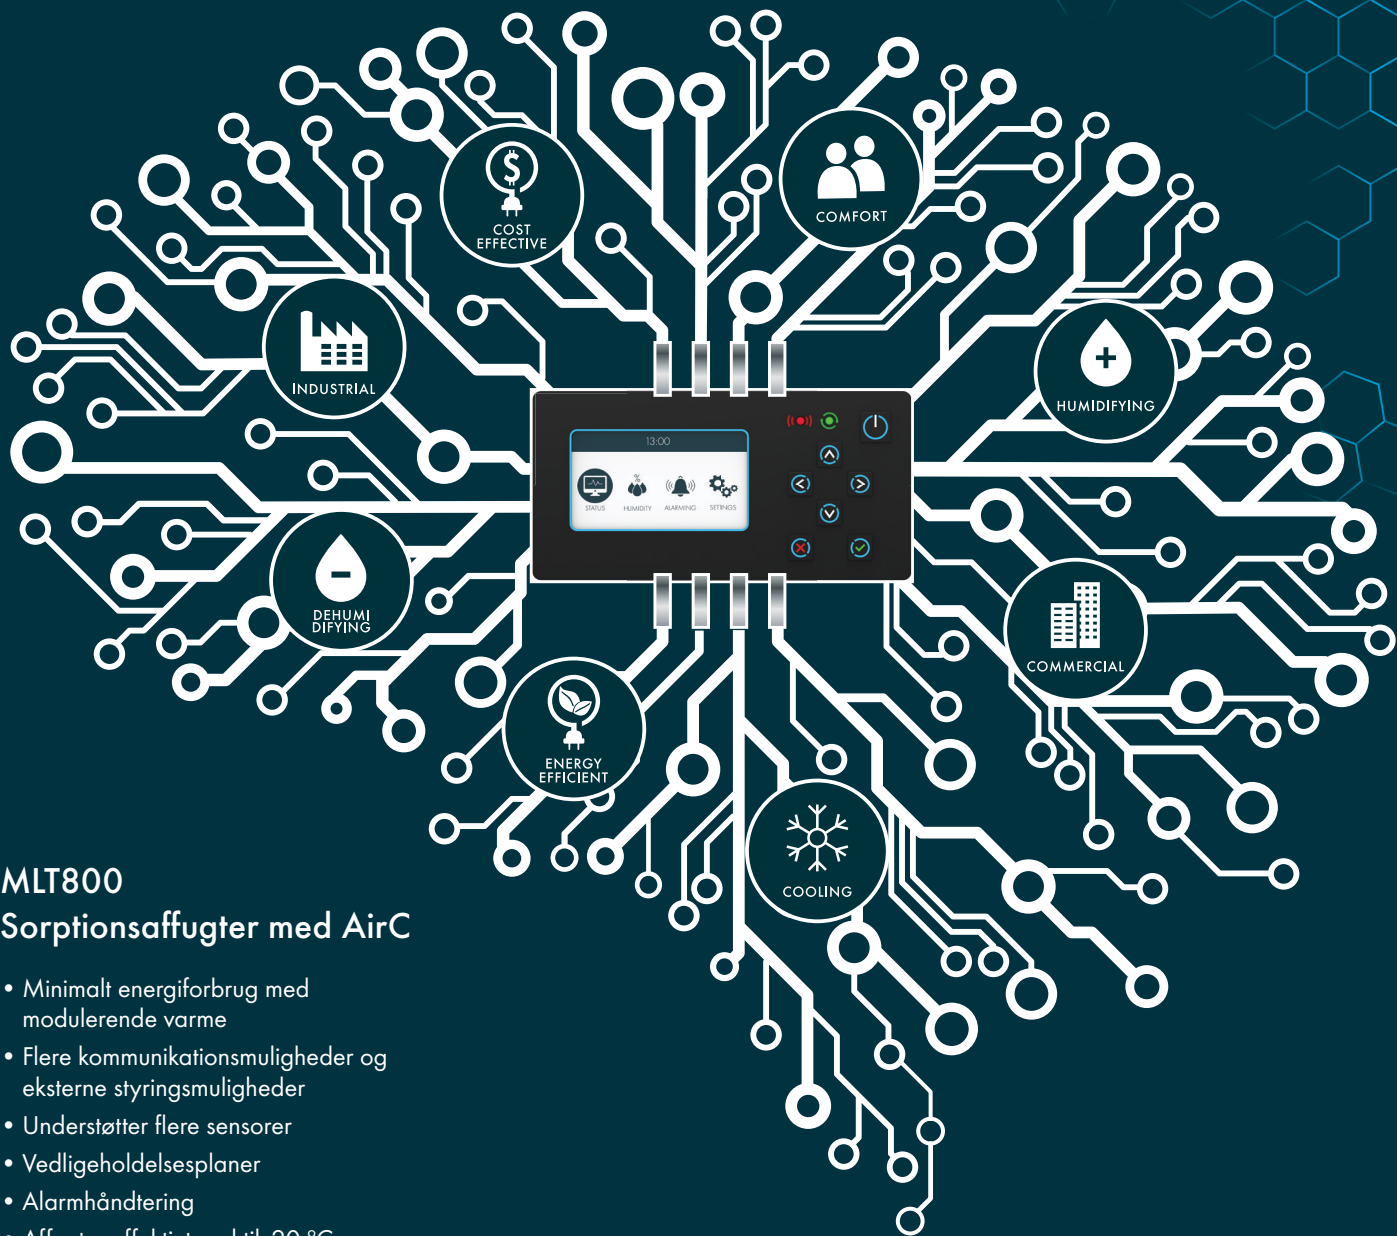 COST
EFFECTIVE
COMFORT
INDUSTRIAL
HUMIDIFYING
13:00
STATUS
HUMIDITY
ALARMING
SETTINGS
DEHUMI
DIFYING
COMMERCIAL
ENERGY
EFFICIENT
COOLING
MLT800
Sorptionsaffugter med AirC
• Minimalt energiforbrug med
modulerende varme
• Flere kommunikationsmuligheder og
eksterne styringsmuligheder
• Understøtter flere sensorer
• Vedligeholdelsesplaner
• Alarmhåndtering